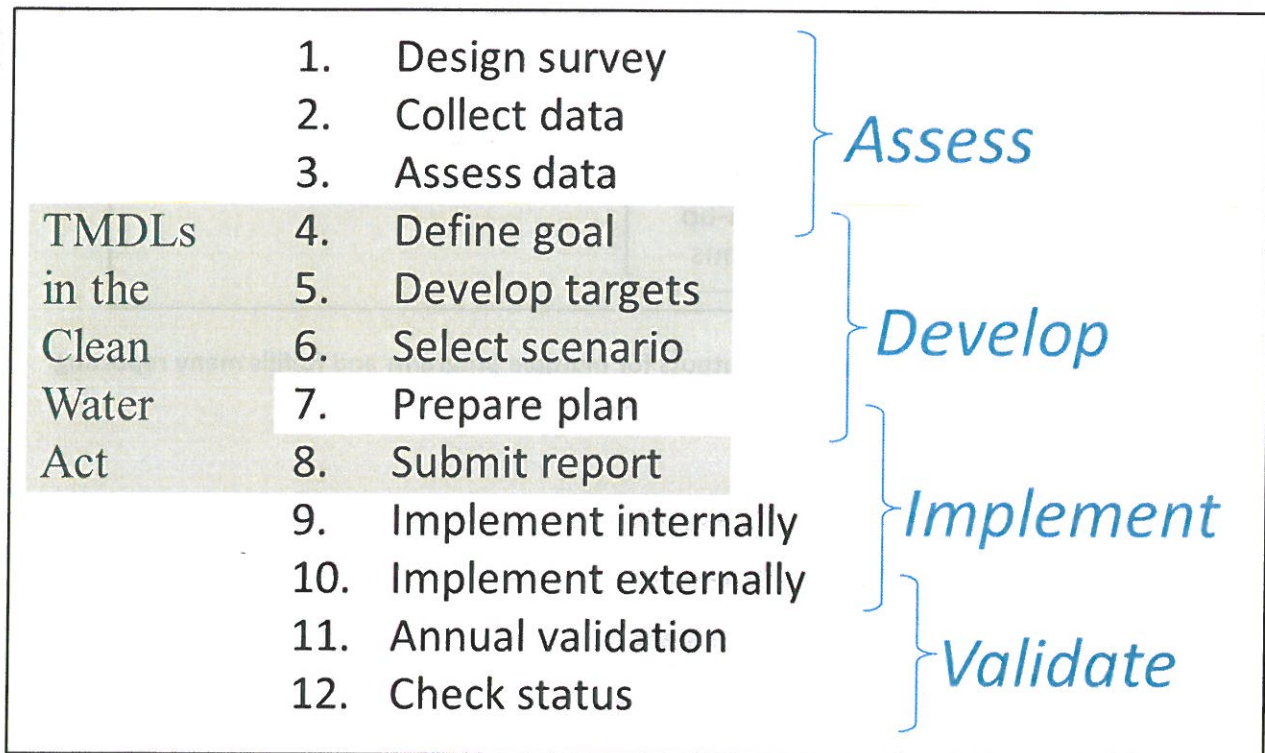 1. Design survey
2. Collect data
3. Assess data
Assess
TMDLs 4. Define goal
in the 5. Develop targets
Clean 6. Select scenario
Develop
Water 7. Prepare plan
Act 8. Submit report
9. Implement internally
Implement
10. Implement externally
11. Annual validation
12. Check status
Validate